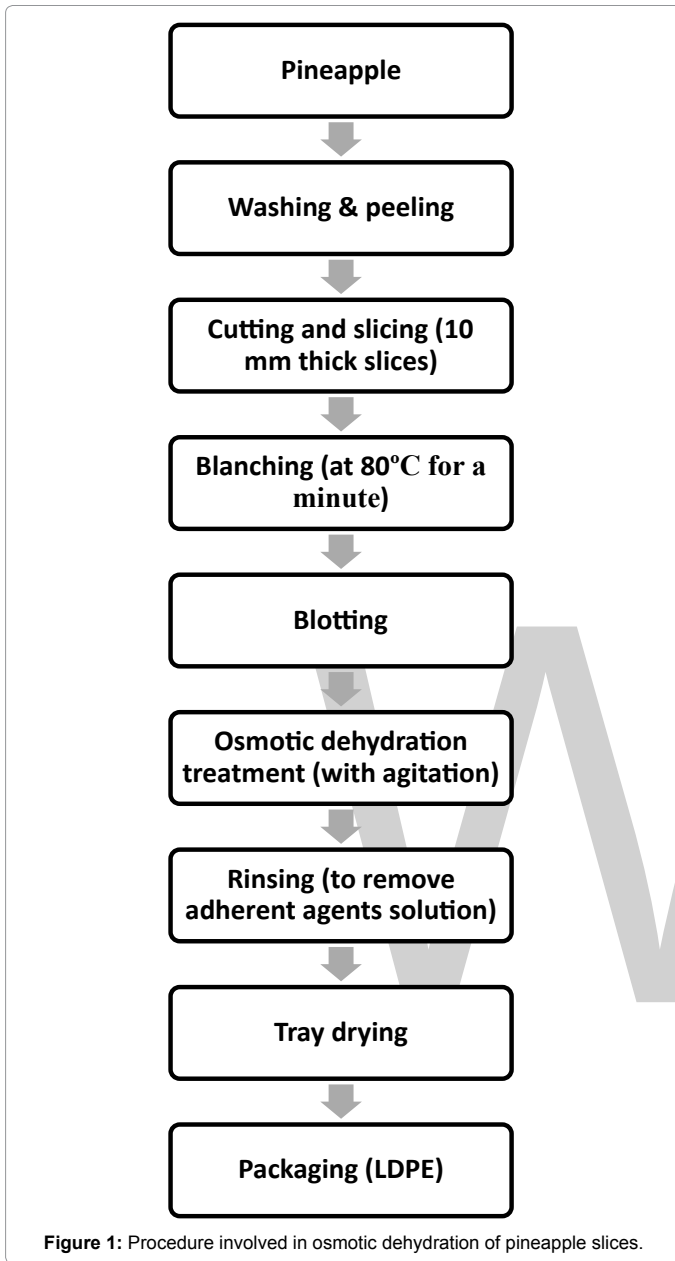 Pineapple
Washing & peeling
Cutting and slicing (10
mm thick slices)
Blanching (at 80°C for a
minute)
Blotting
Osmotic dehydration
treatment (with agitation)
Rinsing (to remove
adherent agents solution)
Tray drying
Packaging (LDPE)
Figure 1: Procedure involved in osmotic dehydration of pineapple slices.